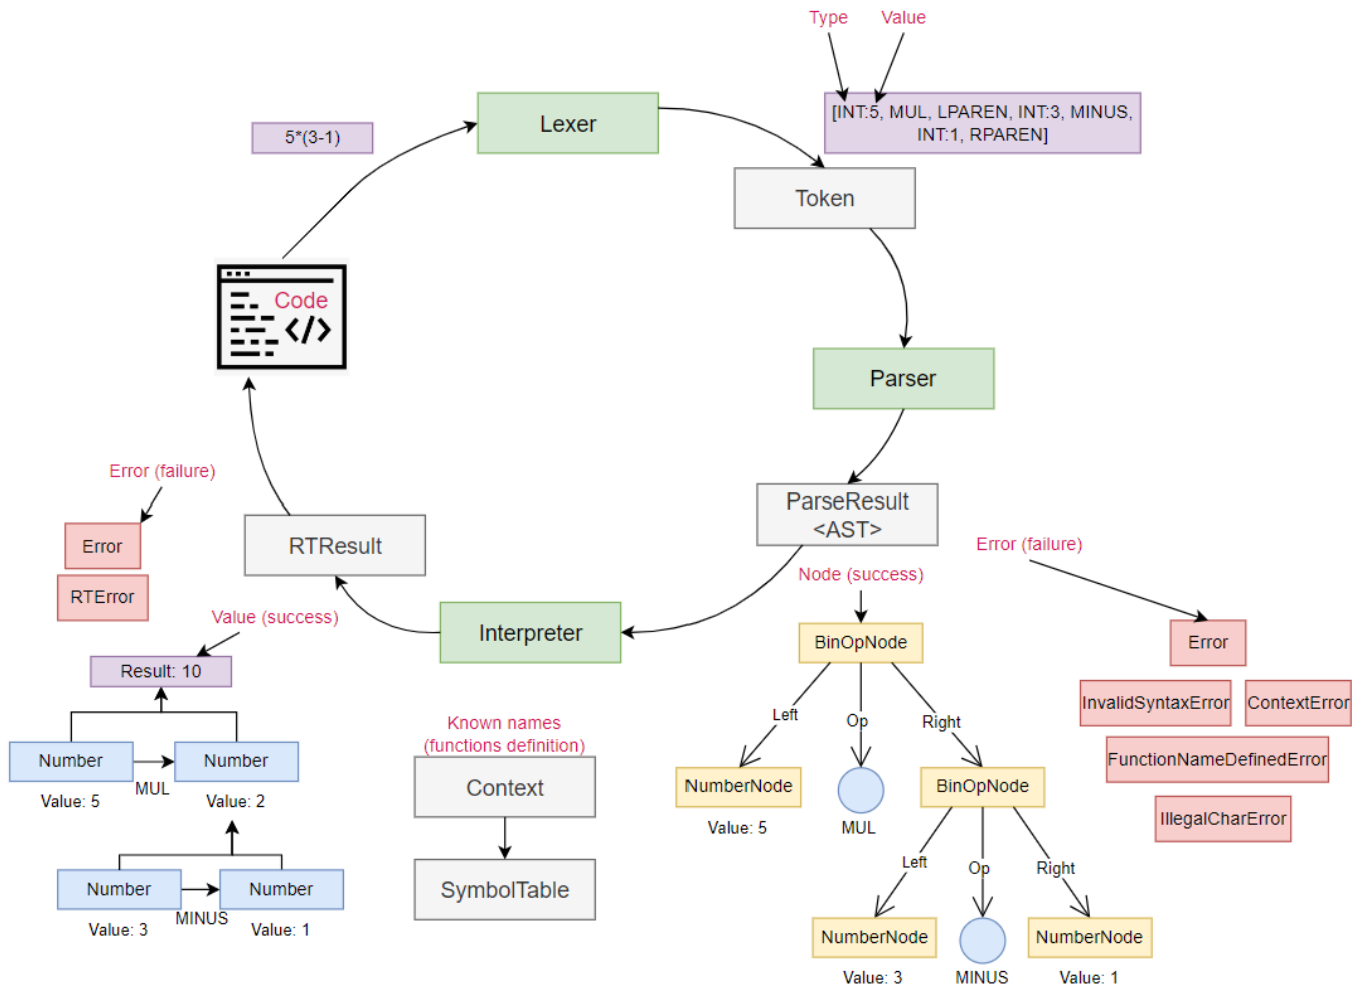 Type
Value
5*(3-1)
Lexer
[INT:5, MUL, LPAREN, INT:3, MINUS,
INT:1, RPAREN]
Token
Code
</>
Parser
Error (failure)
Error
RTError
RTResult
ParseResult
<AST>
Error (failure)
Node (success)
Value (success)
Interpreter
BinOpNode
Error
Result: 10
InvalidSyntaxError
ContextError
Left
Op
Right
Known names
(functions definition)
FunctionNameDefinedError
Number
MUL
Number
Value: 5
Value: 2
Context
NumberNode
Value: 5
MUL
BinOpNode
IllegalCharError
Left
Op
Right
Number
MINUS
Number
Value: 3
Value: 1
SymbolTable
NumberNode
MINUS
NumberNode
Value: 3
Value: 1